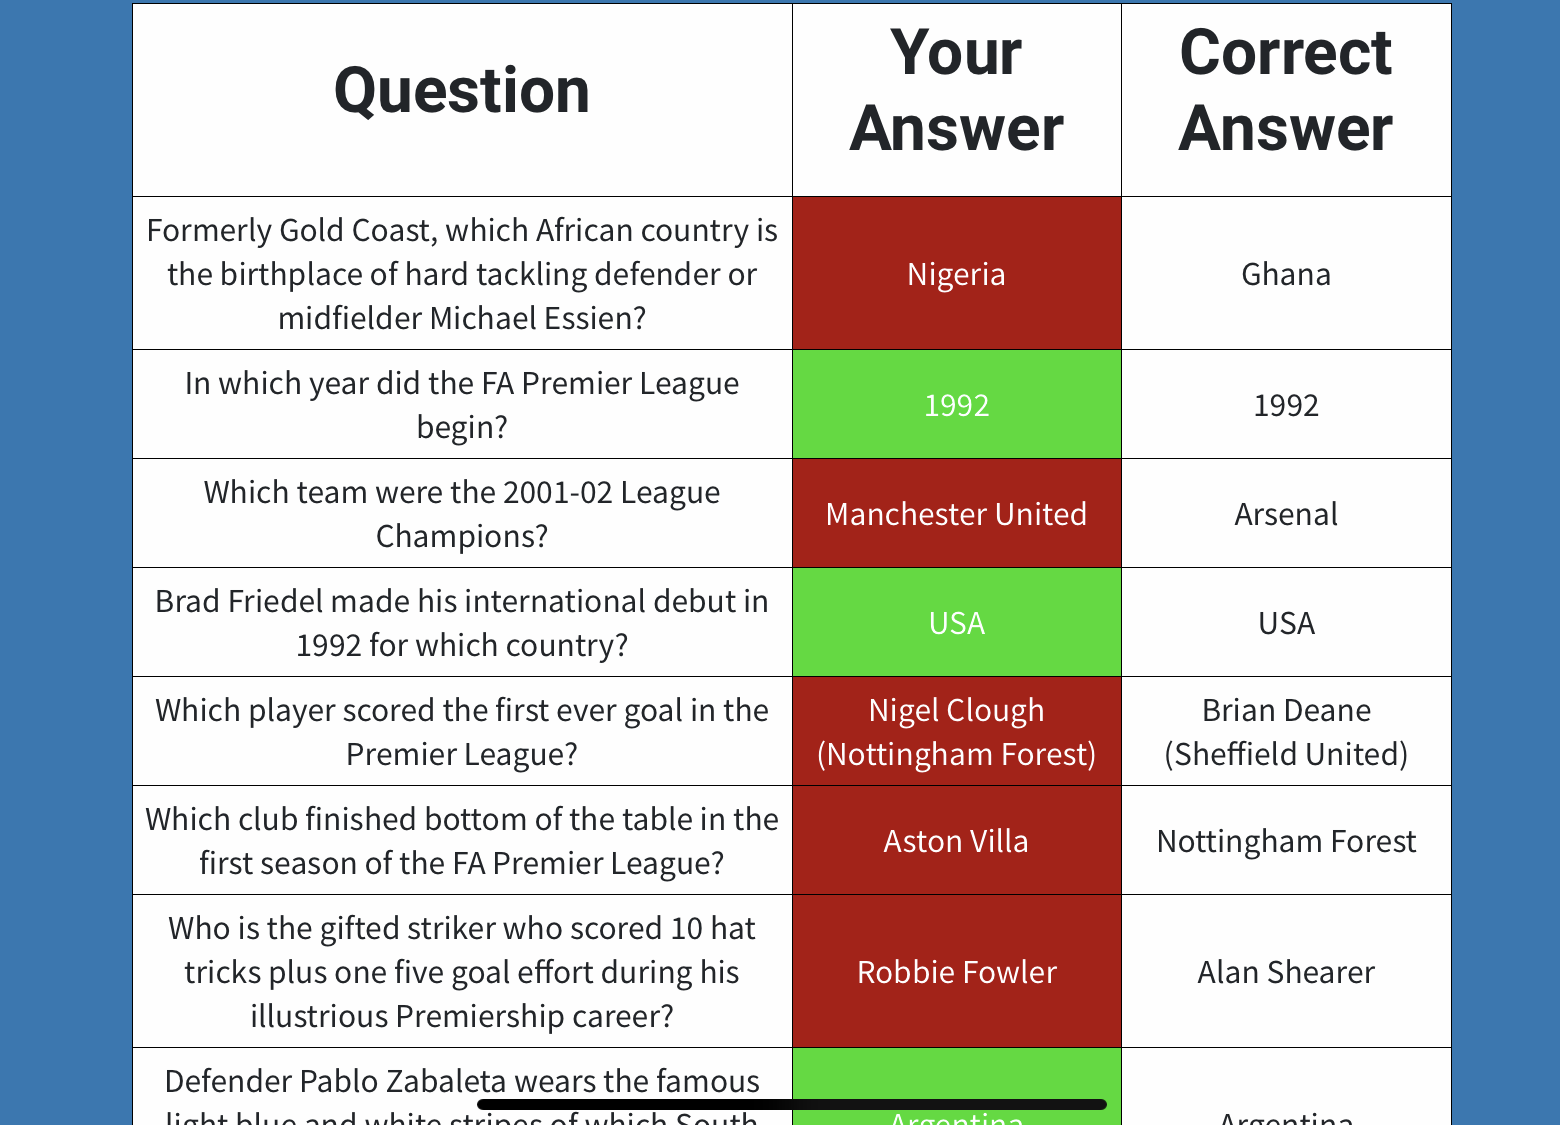 Question
Your
Answer
Correct
Answer
Formerly Gold Coast, which African country is
the birthplace of hard tackling defender or
midfielder Michael Essien?
Nigeria
Ghana
In which year did the FA Premier League
begin?
1992
1992
Which team were the 2001-02 League
Champions?
Manchester United
Arsenal
Brad Friedel made his international debut in
1992 for which country?
USA
USA
Which player scored the first ever goal in the
Premier League?
Nigel Clough
(Nottingham Forest)
Brian Deane
(Sheffield United)
Which club finished bottom of the table in the
first season of the FA Premier League?
Aston Villa
Nottingham Forest
Who is the gifted striker who scored 10 hat
tricks plus one five goal effort during his
illustrious Premiership career?
Robbie Fowler
Alan Shearer
Defender Pablo Zabaleta wears the famous
light blue and white stripes of which South
Argentina
Argentina